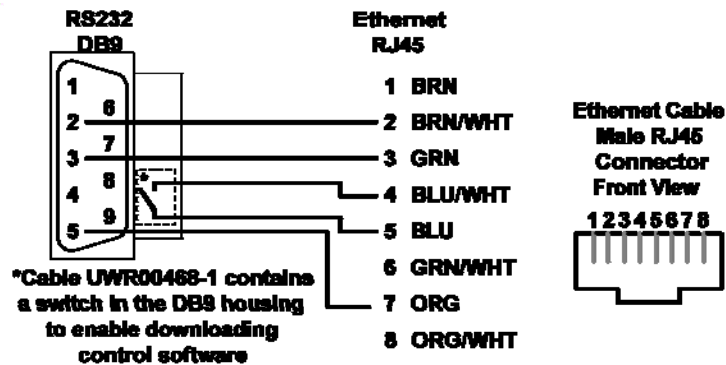 RS232
DB9
1
6
2
7
3
8
*
4
9
5
*Cable UWR00468-1 contains
a switch in the DB9 housing
to enable downloading
control software
Ethernet
RJ45
1 BRN
2 BRN/WHT
3 GRN
4 BLU/WHT
5 BLU
6 GRN/WHT
7 ORG
8 ORG/WHT
Ethernet Cable
Male RJ45
Connector
Front View
12345678